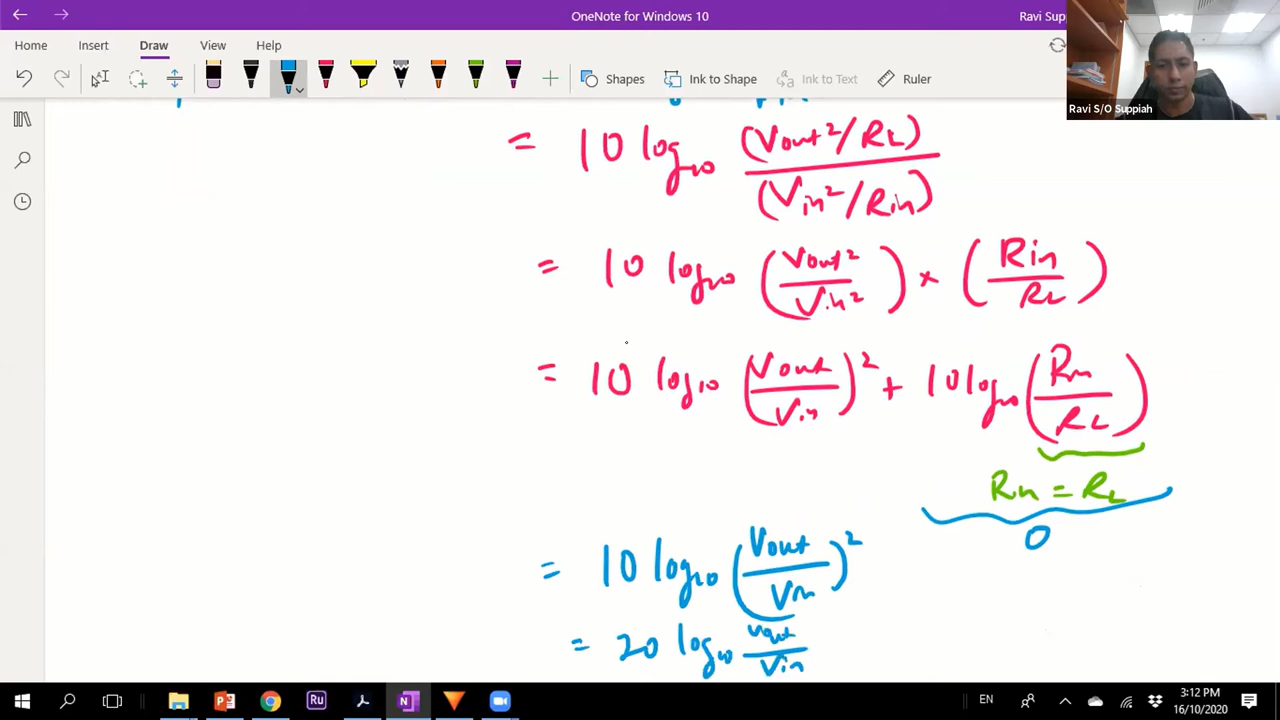 OneNote for Windows 10
Ravi Supp
Home Insert Draw View Help
Shapes Ink to Shape Ink to Text Ruler
Ravi S/O Suppiah
= 10 log10 (Vout²/RL)
(Vin²/Rin)
= 10 log10 (Vout²/Vin²) × (Rin/RL)
= 10 log10 (Vout/Vin)² + 10 log10 (Rin/RL)
Rin = RL
0
= 10 log10 (Vout/Vin)²
= 20 log10 Vout/Vin
EN
3:12 PM
16/10/2020